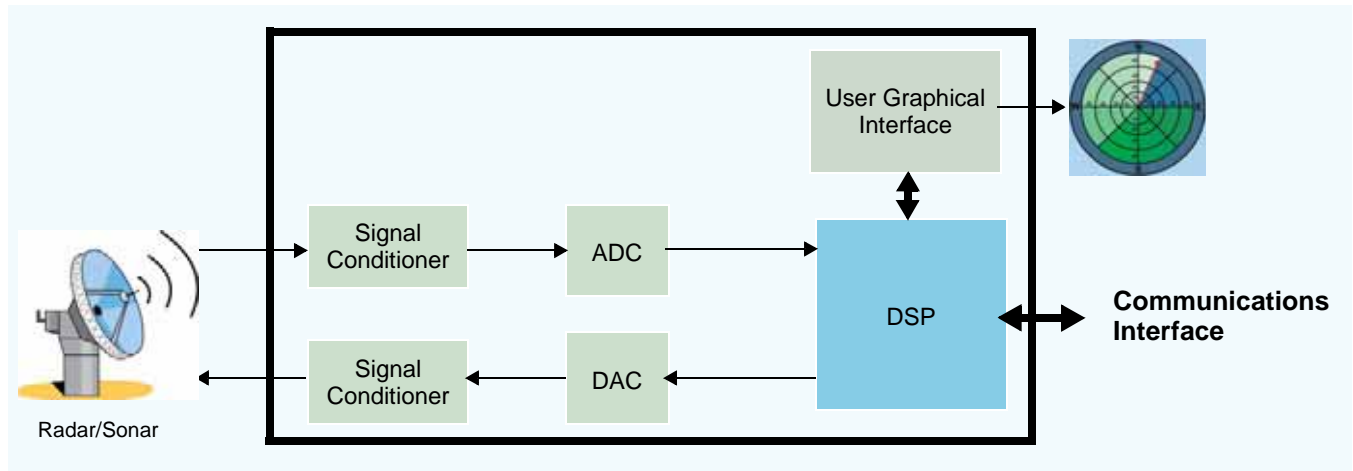 User Graphical
Interface
Signal
Conditioner
ADC
DSP
Communications
Interface
Signal
Conditioner
DAC
Radar/Sonar